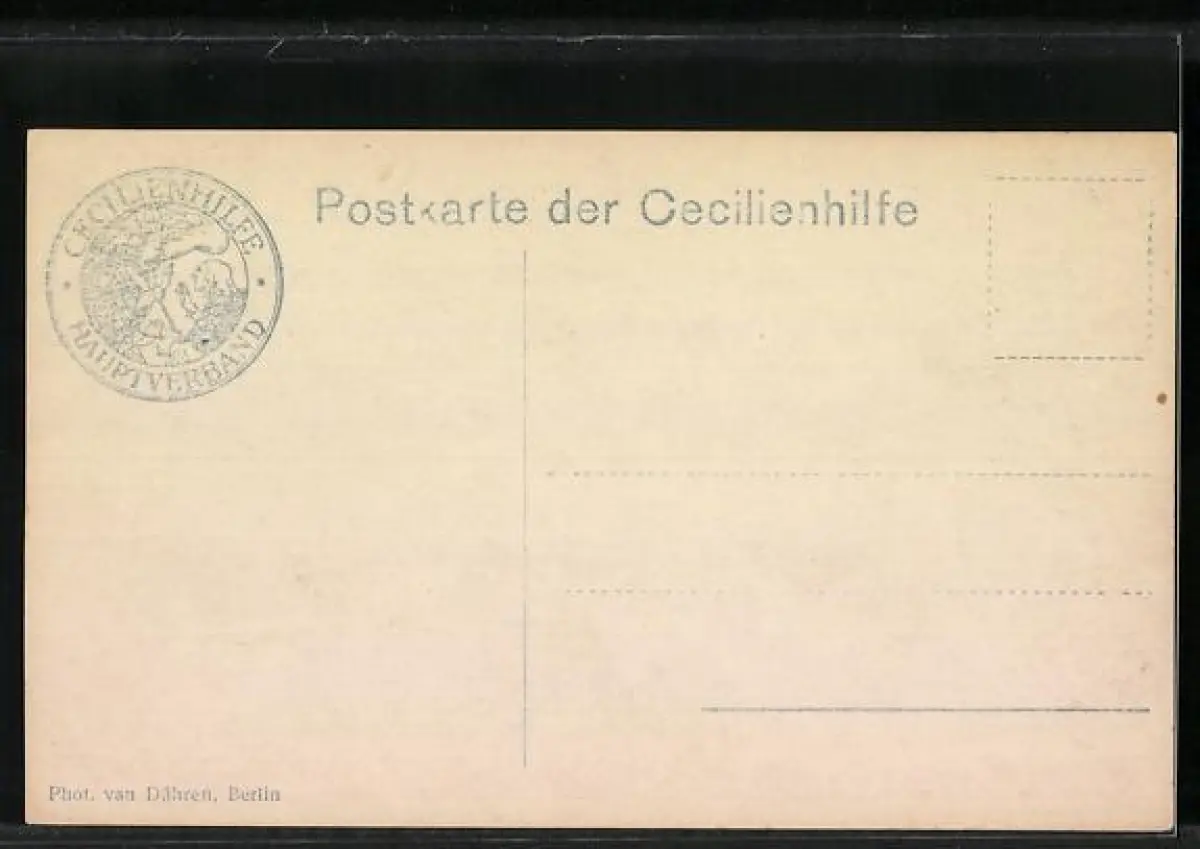 CECILIENHILFE
HAUPTVERBAND
Postkarte der Cecilienhilfe
Phot. van Dühren, Berlin